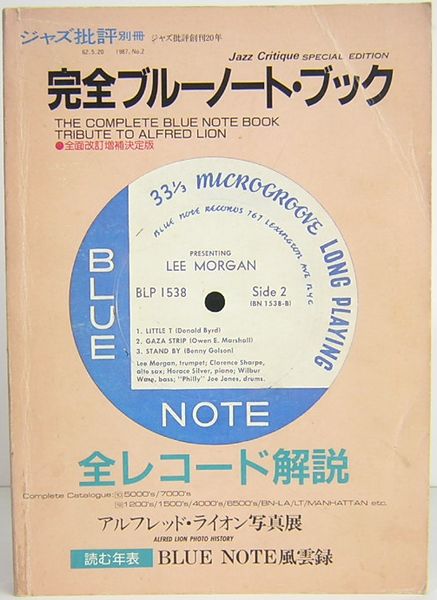 ジャズ批評別冊 ジャズ批評創刊20年
62.5.20 1987, No.2
Jazz Critique SPECIAL EDITION
完全ブルーノート・ブック
THE COMPLETE BLUE NOTE BOOK
TRIBUTE TO ALFRED LION
●全面改訂増補決定版
33⅓ MICROGROOVE LONG PLAYING
BLUE NOTE RECORDS 767 LEXINGTON AVE NYC
BLUE
PRESENTING
LEE MORGAN
BLP 1538 Side 2
(BN 1538-B)
1. LITTLE T (Donald Byrd)
2. GAZA STRIP (Owen E. Marshall)
3. STAND BY (Benny Golson)
Lee Morgan, trumpet; Clarence Sharpe,
alto sax; Horace Silver, piano; Wilbur
Ware, bass; "Philly" Joe Jones, drums.
NOTE
全レコード解説
Complete Catalogue: ⑩5000's/7000's
⑫1200's/1500's/4000's/6500's/BN-LA/LT/MANHATTAN etc.
アルフレッド・ライオン写真展
ALFRED LION PHOTO HISTORY
読む年表 BLUE NOTE風雲録